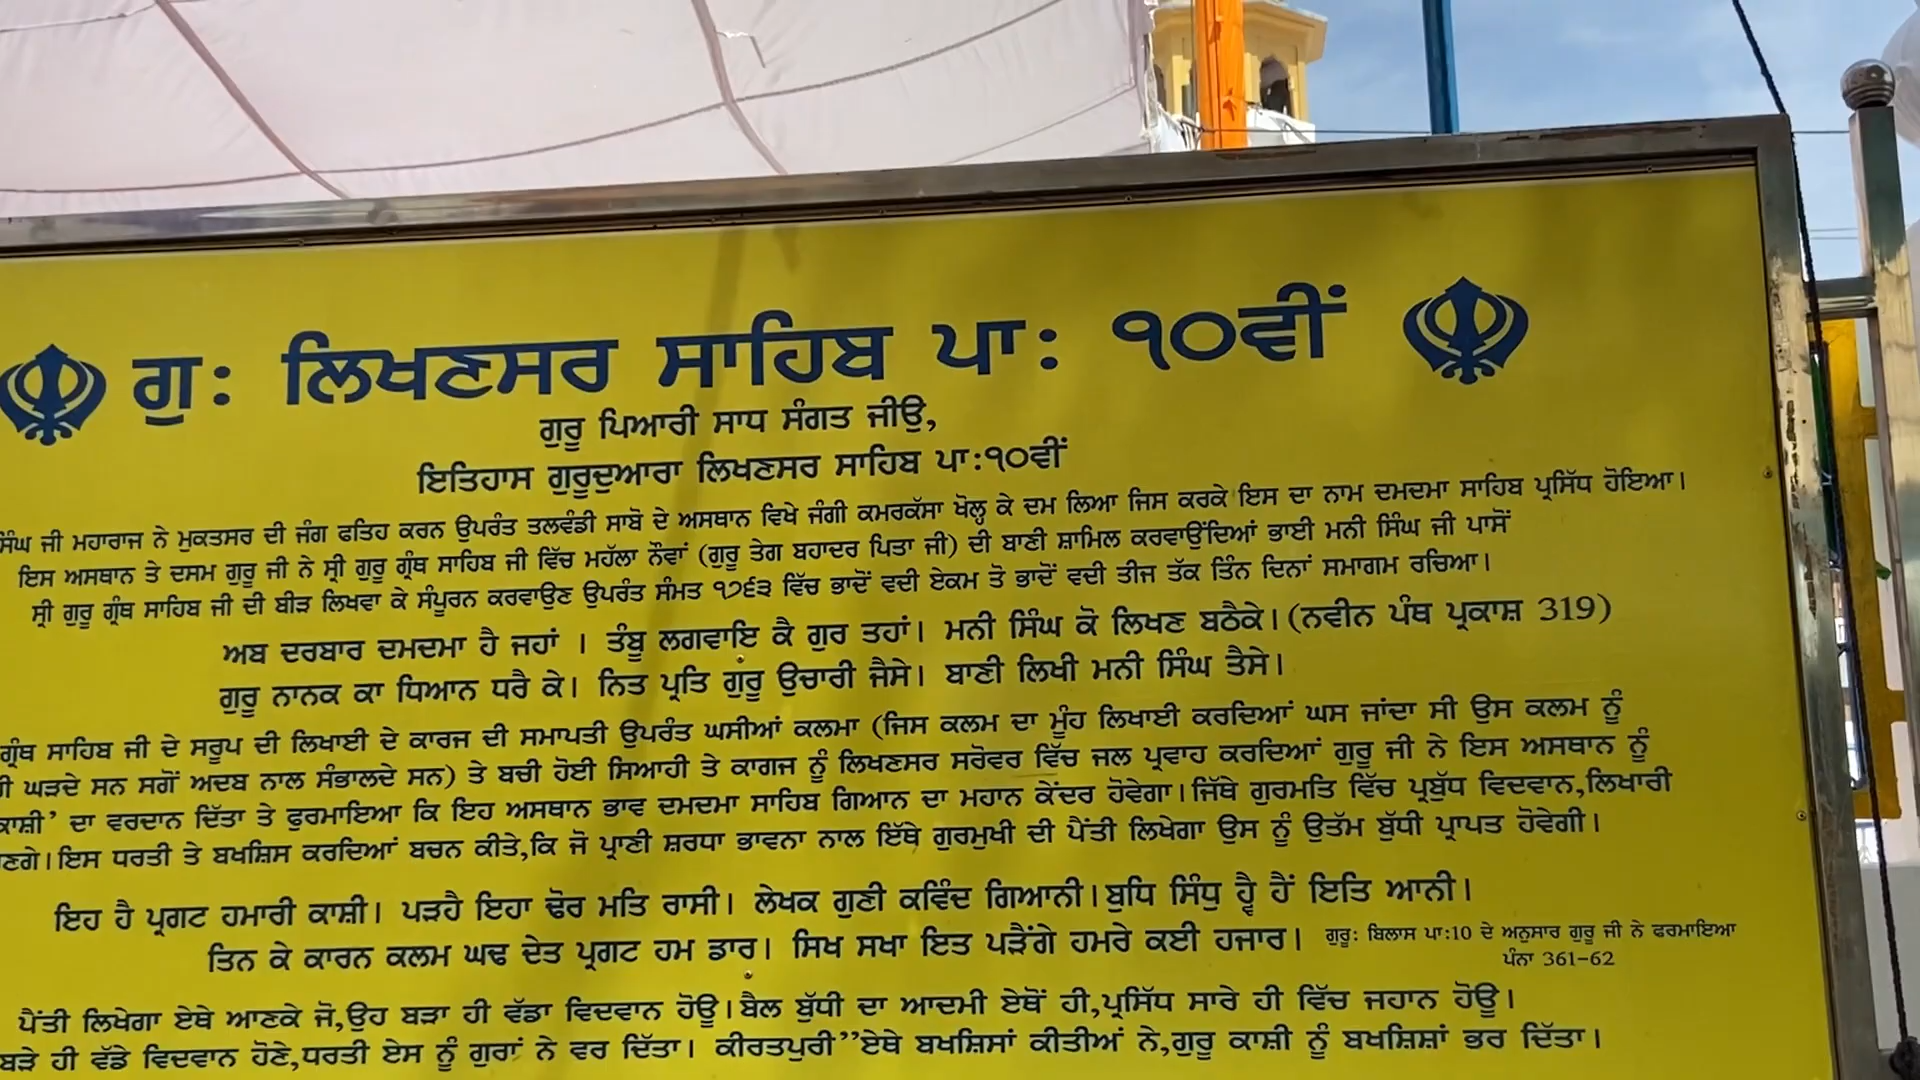 ਗੁ: ਲਿਖਣਸਰ ਸਾਹਿਬ ਪਾ: ੧੦ਵੀਂ
ਗੁਰੂ ਪਿਆਰੀ ਸਾਧ ਸੰਗਤ ਜੀਉ,
ਇਤਿਹਾਸ ਗੁਰੂਦੁਆਰਾ ਲਿਖਣਸਰ ਸਾਹਿਬ ਪਾ:੧੦ਵੀਂ
ਸਿੰਘ ਜੀ ਮਹਾਰਾਜ ਨੇ ਮੁਕਤਸਰ ਦੀ ਜੰਗ ਫਤਿਹ ਕਰਨ ਉਪਰੰਤ ਤਲਵੰਡੀ ਸਾਬੋ ਦੇ ਅਸਥਾਨ ਵਿਖੇ ਜੰਗੀ ਕਮਰਕੱਸਾ ਖੋਲ੍ਹ ਕੇ ਦਮ ਲਿਆ ਜਿਸ ਕਰਕੇ ਇਸ ਦਾ ਨਾਮ ਦਮਦਮਾ ਸਾਹਿਬ ਪ੍ਰਸਿੱਧ ਹੋਇਆ।
ਇਸ ਅਸਥਾਨ ਤੇ ਦਸਮ ਗੁਰੂ ਜੀ ਨੇ ਸ੍ਰੀ ਗੁਰੂ ਗ੍ਰੰਥ ਸਾਹਿਬ ਜੀ ਵਿੱਚ ਮਹੱਲਾ ਨੌਵਾਂ (ਗੁਰੂ ਤੇਗ ਬਹਾਦਰ ਪਿਤਾ ਜੀ) ਦੀ ਬਾਣੀ ਸ਼ਾਮਿਲ ਕਰਵਾਉਂਦਿਆਂ ਭਾਈ ਮਨੀ ਸਿੰਘ ਜੀ ਪਾਸੋਂ
ਸ੍ਰੀ ਗੁਰੂ ਗ੍ਰੰਥ ਸਾਹਿਬ ਜੀ ਦੀ ਬੀੜ ਲਿਖਵਾ ਕੇ ਸੰਪੂਰਨ ਕਰਵਾਉਣ ਉਪਰੰਤ ਸੰਮਤ ੧੭੬੩ ਵਿੱਚ ਭਾਦੋਂ ਵਦੀ ਏਕਮ ਤੋ ਭਾਦੋਂ ਵਦੀ ਤੀਜ ਤੱਕ ਤਿੰਨ ਦਿਨਾਂ ਸਮਾਗਮ ਰਚਿਆ।
ਅਬ ਦਰਬਾਰ ਦਮਦਮਾ ਹੈ ਜਹਾਂ । ਤੰਬੂ ਲਗਵਾਇ ਕੈ ਗੁਰ ਤਹਾਂ। ਮਨੀ ਸਿੰਘ ਕੋ ਲਿਖਣ ਬਠੈਕੇ।(ਨਵੀਨ ਪੰਥ ਪ੍ਰਕਾਸ਼ 319)
ਗੁਰੂ ਨਾਨਕ ਕਾ ਧਿਆਨ ਧਰੈ ਕੇ। ਨਿਤ ਪ੍ਰਤਿ ਗੁਰੂ ਉਚਾਰੀ ਜੈਸੇ। ਬਾਣੀ ਲਿਖੀ ਮਨੀ ਸਿੰਘ ਤੈਸੇ।
ਗ੍ਰੰਥ ਸਾਹਿਬ ਜੀ ਦੇ ਸਰੂਪ ਦੀ ਲਿਖਾਈ ਦੇ ਕਾਰਜ ਦੀ ਸਮਾਪਤੀ ਉਪਰੰਤ ਘਸੀਆਂ ਕਲਮਾ (ਜਿਸ ਕਲਮ ਦਾ ਮੂੰਹ ਲਿਖਾਈ ਕਰਦਿਆਂ ਘਸ ਜਾਂਦਾ ਸੀ ਉਸ ਕਲਮ ਨੂੰ
ਘੜਦੇ ਸਨ ਸਗੋਂ ਅਦਬ ਨਾਲ ਸੰਭਾਲਦੇ ਸਨ) ਤੇ ਬਚੀ ਹੋਈ ਸਿਆਹੀ ਤੇ ਕਾਗਜ ਨੂੰ ਲਿਖਣਸਰ ਸਰੋਵਰ ਵਿੱਚ ਜਲ ਪ੍ਰਵਾਹ ਕਰਦਿਆਂ ਗੁਰੂ ਜੀ ਨੇ ਇਸ ਅਸਥਾਨ ਨੂੰ
ਕਾਸ਼ੀ’ ਦਾ ਵਰਦਾਨ ਦਿੱਤਾ ਤੇ ਫੁਰਮਾਇਆ ਕਿ ਇਹ ਅਸਥਾਨ ਭਾਵ ਦਮਦਮਾ ਸਾਹਿਬ ਗਿਆਨ ਦਾ ਮਹਾਨ ਕੇਂਦਰ ਹੋਵੇਗਾ।ਜਿੱਥੇ ਗੁਰਮਤਿ ਵਿੱਚ ਪ੍ਰਬੁੱਧ ਵਿਦਵਾਨ,ਲਿਖਾਰੀ
ਇਸ ਧਰਤੀ ਤੇ ਬਖਸ਼ਿਸ ਕਰਦਿਆਂ ਬਚਨ ਕੀਤੇ,ਕਿ ਜੋ ਪ੍ਰਾਣੀ ਸ਼ਰਧਾ ਭਾਵਨਾ ਨਾਲ ਇੱਥੇ ਗੁਰਮੁਖੀ ਦੀ ਪੈਂਤੀ ਲਿਖੇਗਾ ਉਸ ਨੂੰ ਉਤੱਮ ਬੁੱਧੀ ਪ੍ਰਾਪਤ ਹੋਵੇਗੀ।
ਇਹ ਹੈ ਪ੍ਰਗਟ ਹਮਾਰੀ ਕਾਸ਼ੀ। ਪੜਹੈ ਇਹਾ ਢੋਰ ਮਤਿ ਰਾਸੀ। ਲੇਖਕ ਗੁਣੀ ਕਵਿੰਦ ਗਿਆਨੀ।ਬੁਧਿ ਸਿੰਧੁ ਹ੍ਵੈ ਹੈਂ ਇਤਿ ਆਨੀ।
ਤਿਨ ਕੇ ਕਾਰਨ ਕਲਮ ਘਢ ਦੇਤ ਪ੍ਰਗਟ ਹਮ ਡਾਰ। ਸਿਖ ਸਖਾ ਇਤ ਪੜੈਂਗੇ ਹਮਰੇ ਕਈ ਹਜਾਰ। ਗੁਰੂ: ਬਿਲਾਸ ਪਾ:10 ਦੇ ਅਨੁਸਾਰ ਗੁਰੂ ਜੀ ਨੇ ਫਰਮਾਇਆ
ਪੰਨਾ 361-62
ਪੈਂਤੀ ਲਿਖੇਗਾ ਏਥੇ ਆਣਕੇ ਜੋ,ਉਹ ਬੜਾ ਹੀ ਵੱਡਾ ਵਿਦਵਾਨ ਹੋਊ।ਬੈਲ ਬੁੱਧੀ ਦਾ ਆਦਮੀ ਏਥੋਂ ਹੀ,ਪ੍ਰਸਿੱਧ ਸਾਰੇ ਹੀ ਵਿੱਚ ਜਹਾਨ ਹੋਊ।
ਬੜੇ ਹੀ ਵੱਡੇ ਵਿਦਵਾਨ ਹੋਣੇ,ਧਰਤੀ ਏਸ ਨੂੰ ਗੁਰਾਂ ਨੇ ਵਰ ਦਿੱਤਾ। ਕੀਰਤਪੁਰੀ”ਏਥੇ ਬਖਸ਼ਿਸਾਂ ਕੀਤੀਅਂ ਨੇ,ਗੁਰੂ ਕਾਸ਼ੀ ਨੂੰ ਬਖਸ਼ਿਸ਼ਾਂ ਭਰ ਦਿੱਤਾ।